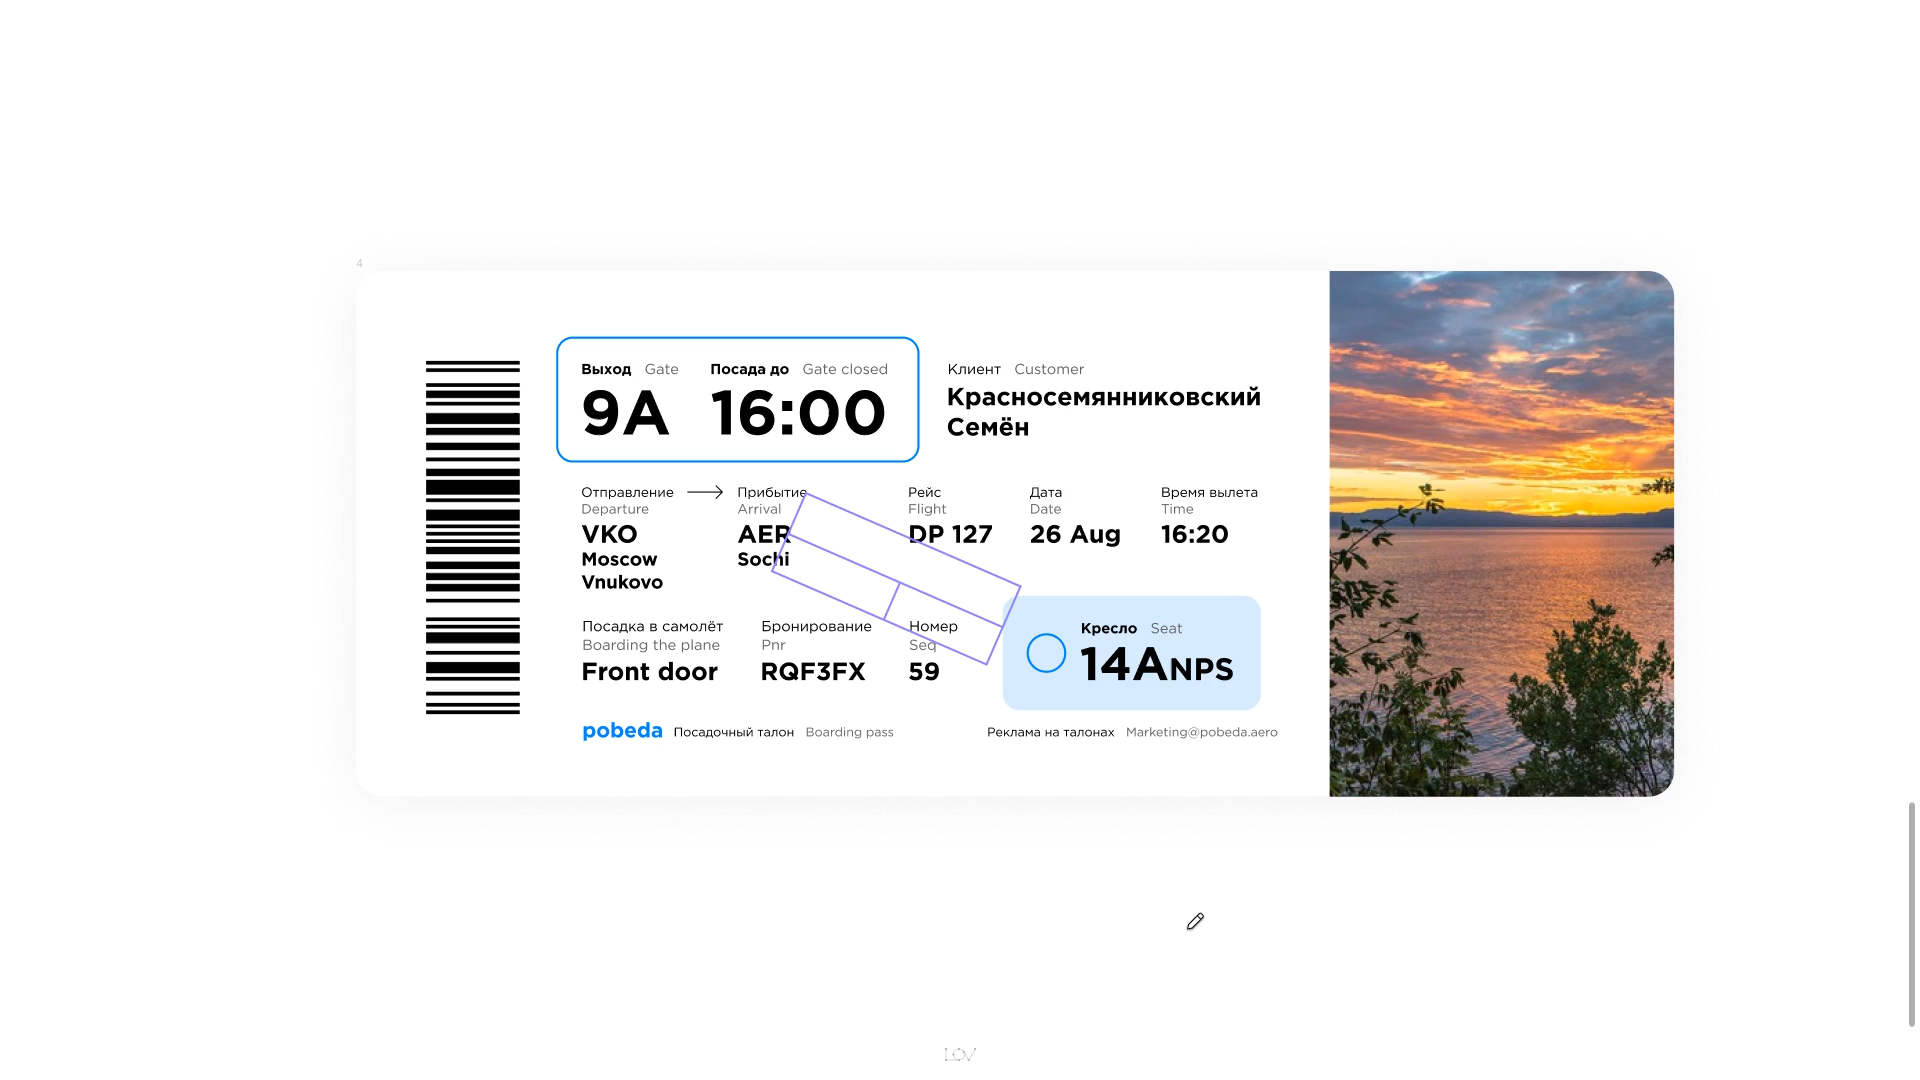 4
Выход Gate
9A
Посада до Gate closed
16:00
Клиент Customer
Красносемянниковский
Семён
Отправление
Departure
VKO
Moscow
Vnukovo
Прибытие
Arrival
AER
Sochi
Рейс
Flight
DP 127
Дата
Date
26 Aug
Время вылета
Time
16:20
Посадка в самолёт
Boarding the plane
Front door
Бронирование
Pnr
RQF3FX
Номер
Seq
59
Кресло Seat
14ANPS
pobeda Посадочный талон Boarding pass
Реклама на талонах Marketing@pobeda.aero
LOV